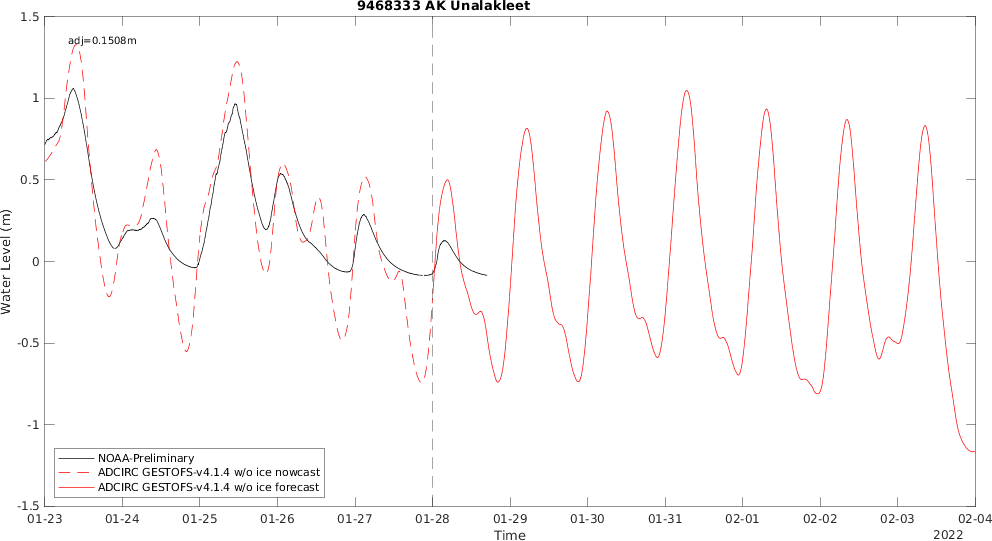 9468333 AK Unalakleet
adj=0.1508m
1.5
1
0.5
0
-0.5
-1
-1.5
Water Level (m)
NOAA-Preliminary
ADCIRC GESTOFS-v4.1.4 w/o ice nowcast
ADCIRC GESTOFS-v4.1.4 w/o ice forecast
01-23 01-24 01-25 01-26 01-27 01-28 01-29 01-30 01-31 02-01 02-02 02-03 02-04
Time
2022